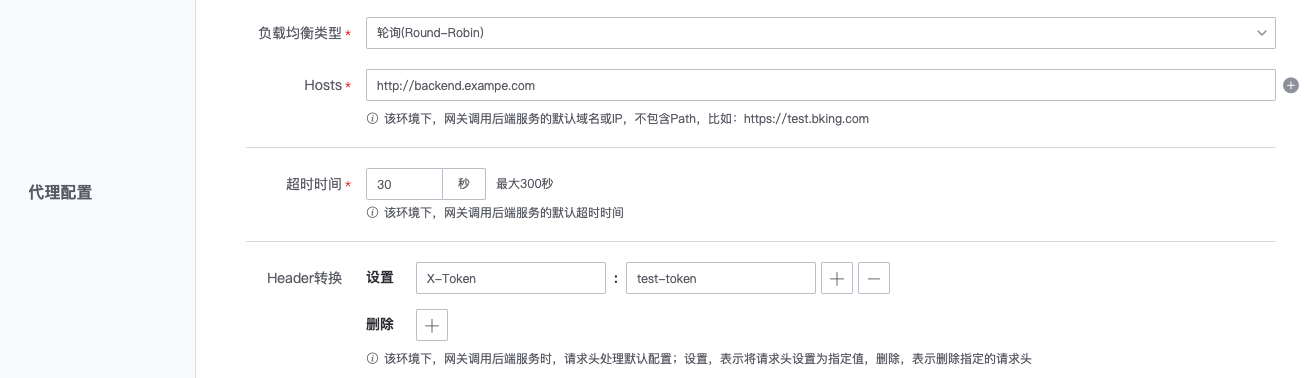 负载均衡类型 * 轮询(Round-Robin)
Hosts * http://backend.exampe.com
该环境下，网关调用后端服务的默认域名或IP，不包含Path，比如：https://test.bking.com
代理配置
超时时间 * 30 秒 最大300秒
该环境下，网关调用后端服务的默认超时时间
Header转换 设置 X-Token : test-token
删除
该环境下，网关调用后端服务时，请求头处理默认配置；设置，表示将请求头设置为指定值，删除，表示删除指定的请求头